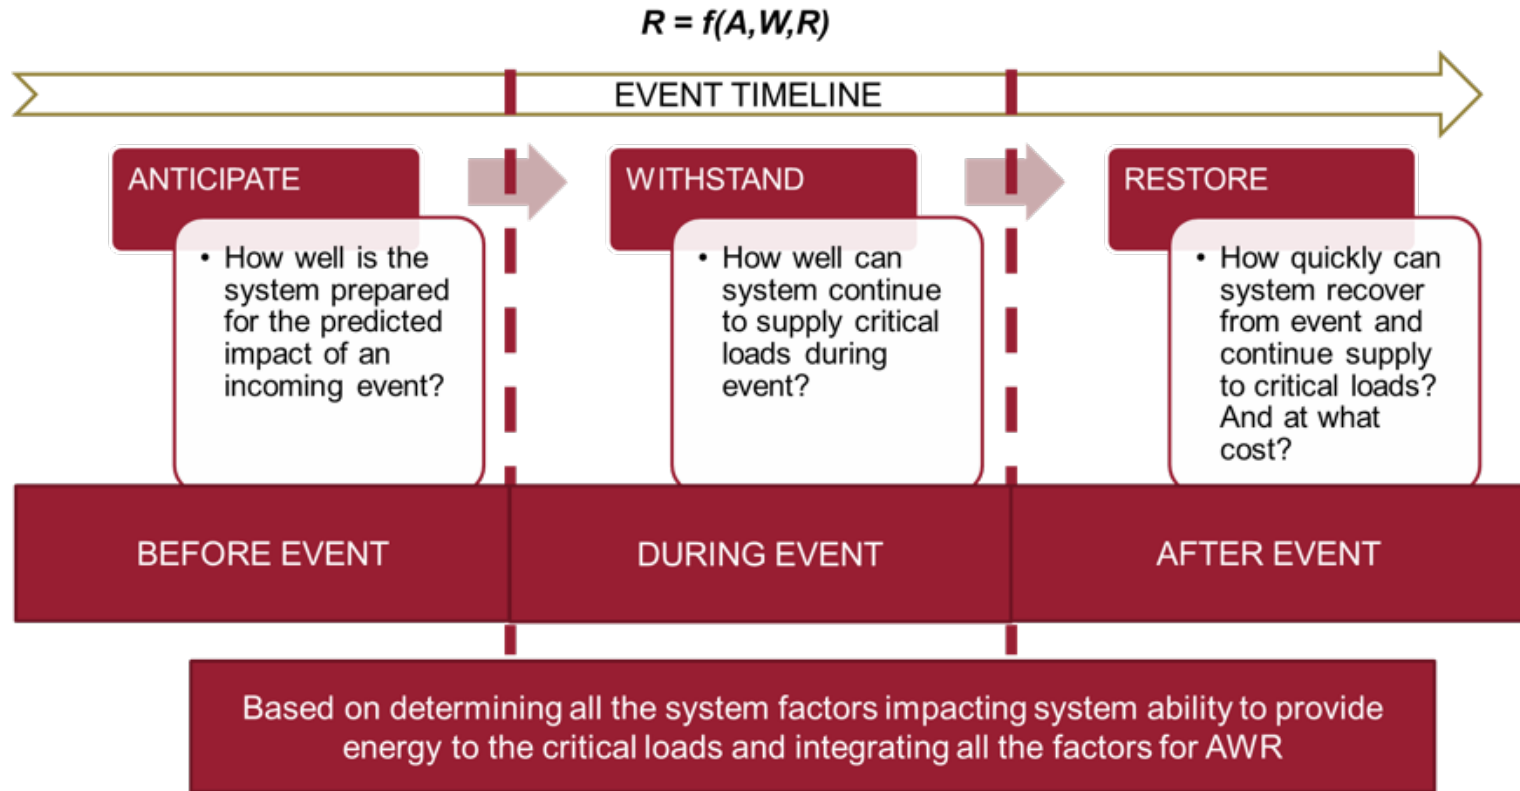 R = f(A,W,R)
EVENT TIMELINE
ANTICIPATE
• How well is the
system prepared
for the predicted
impact of an
incoming event?
WITHSTAND
• How well can
system continue
to supply critical
loads during
event?
RESTORE
• How quickly can
system recover
from event and
continue supply
to critical loads?
And at what
cost?
BEFORE EVENT
DURING EVENT
AFTER EVENT
Based on determining all the system factors impacting system ability to provide
energy to the critical loads and integrating all the factors for AWR